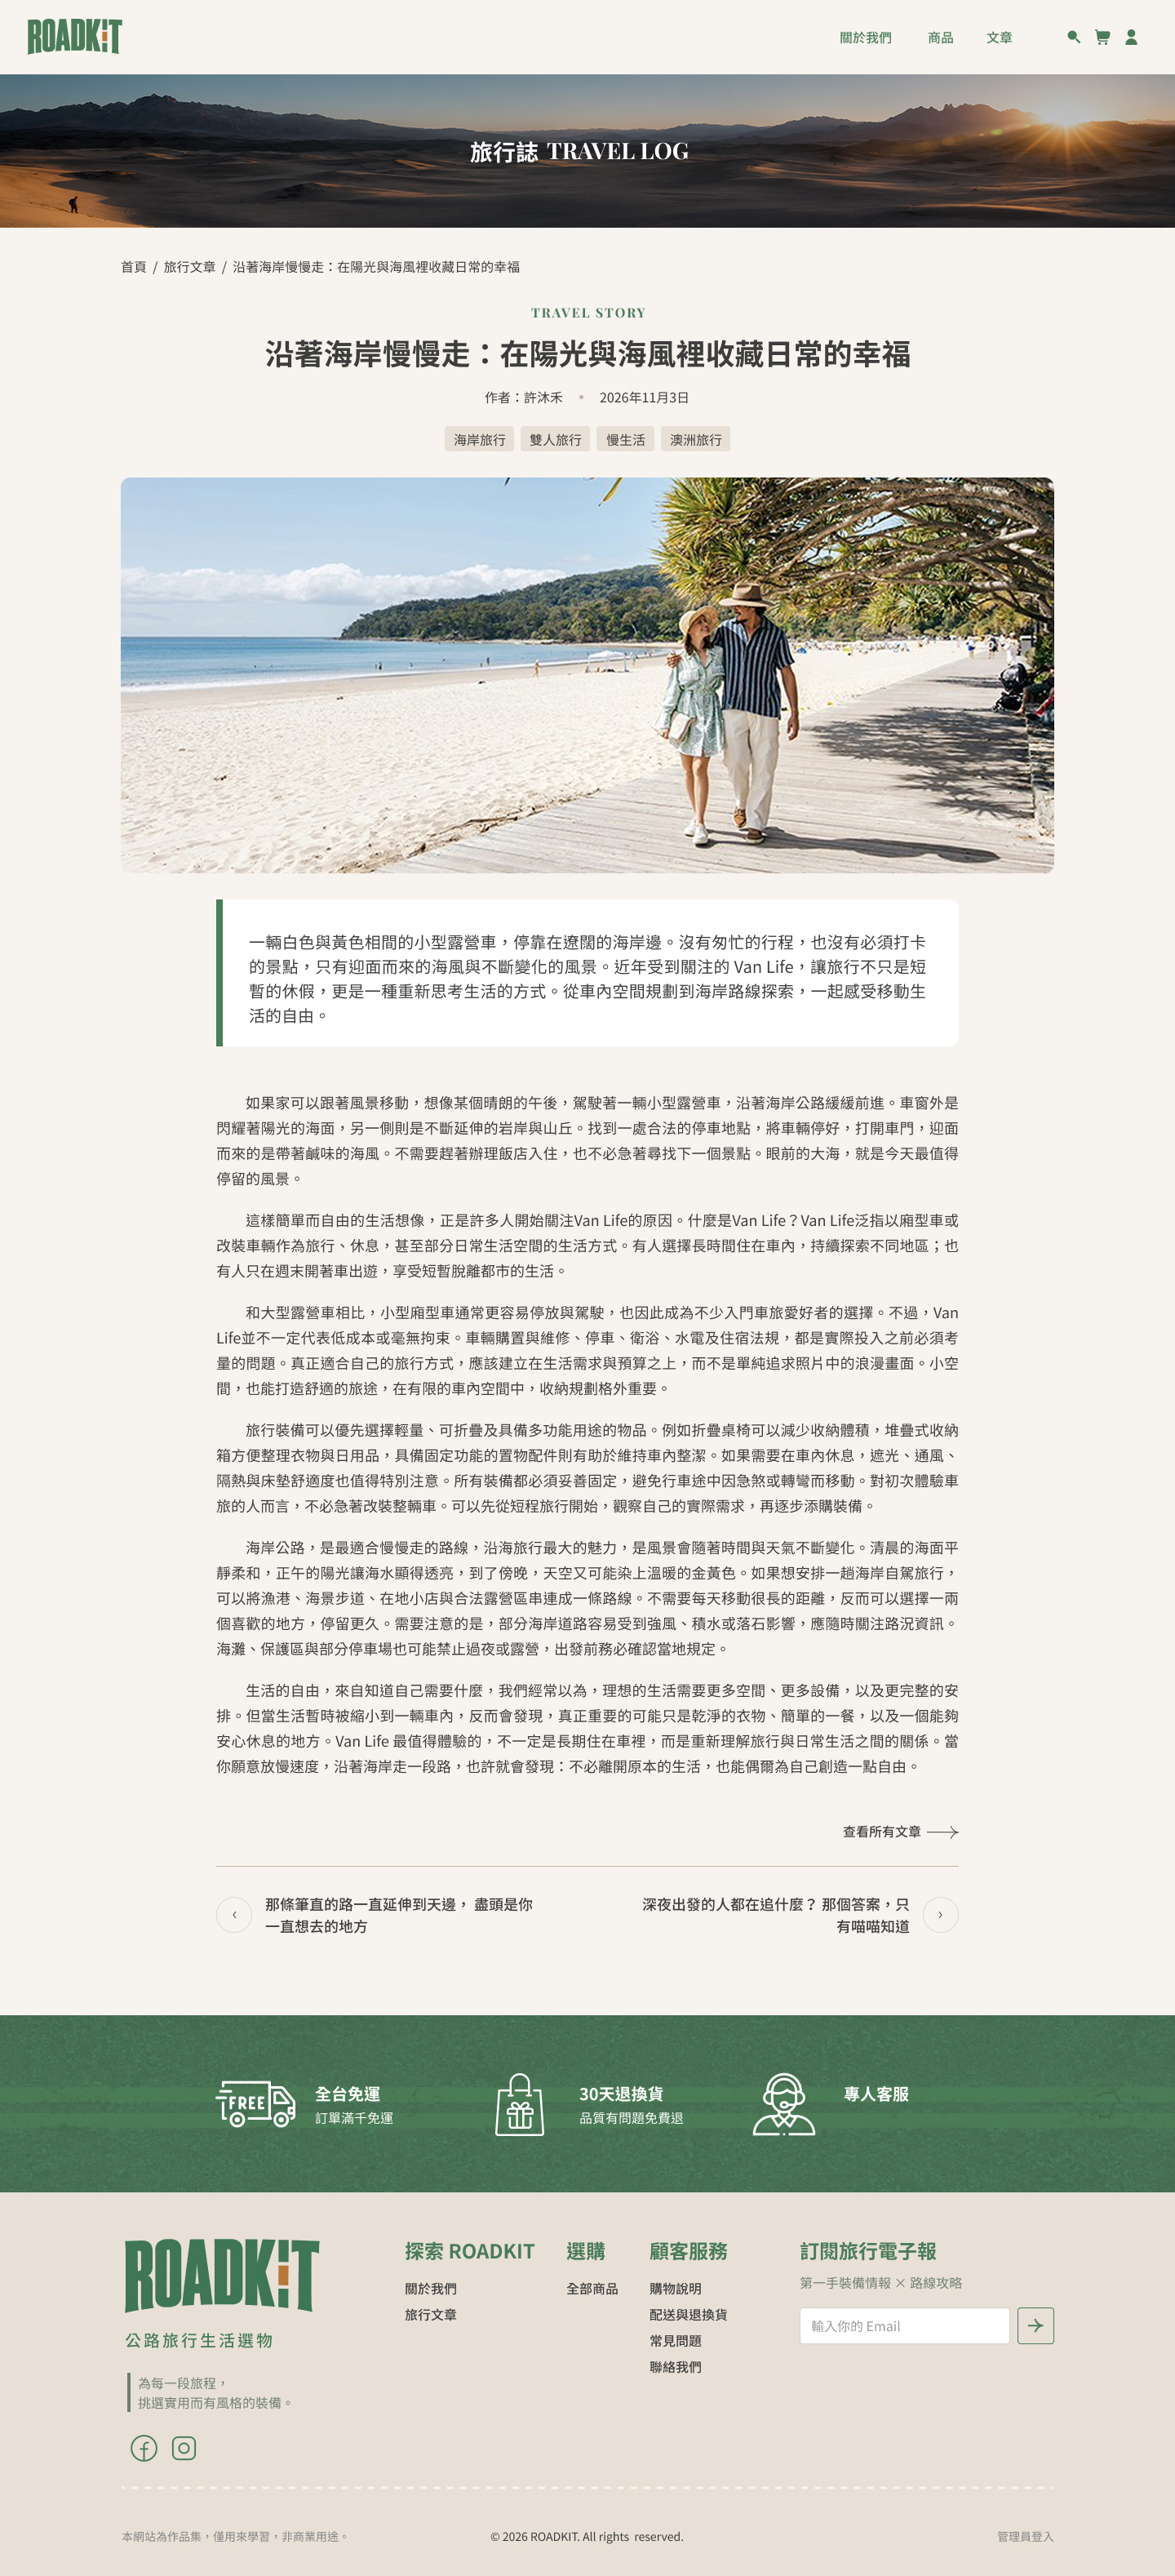 ROADKIT
關於我們 商品 文章
旅行誌 TRAVEL LOG
首頁 / 旅行文章 / 沿著海岸慢慢走：在陽光與海風裡收藏日常的幸福
TRAVEL STORY
沿著海岸慢慢走：在陽光與海風裡收藏日常的幸福
作者：許沐禾 • 2026年11月3日
海岸旅行 雙人旅行 慢生活 澳洲旅行
一輛白色與黃色相間的小型露營車，停靠在遼闊的海岸邊。沒有匆忙的行程，也沒有必須打卡
的景點，只有迎面而來的海風與不斷變化的風景。近年受到關注的 Van Life，讓旅行不只是短
暫的休假，更是一種重新思考生活的方式。從車內空間規劃到海岸路線探索，一起感受移動生
活的自由。
如果家可以跟著風景移動，想像某個晴朗的午後，駕駛著一輛小型露營車，沿著海岸公路緩緩前進。車窗外是
閃耀著陽光的海面，另一側則是不斷延伸的岩岸與山丘。找到一處合法的停車地點，將車輛停好，打開車門，迎面
而來的是帶著鹹味的海風。不需要趕著辦理飯店入住，也不必急著尋找下一個景點。眼前的大海，就是今天最值得
停留的風景。
這樣簡單而自由的生活想像，正是許多人開始關注Van Life的原因。什麼是Van Life？Van Life泛指以廂型車或
改裝車輛作為旅行、休息，甚至部分日常生活空間的生活方式。有人選擇長時間住在車內，持續探索不同地區；也
有人只在週末開著車出遊，享受短暫脫離都市的生活。
和大型露營車相比，小型廂型車通常更容易停放與駕駛，也因此成為不少入門車旅愛好者的選擇。不過，Van
Life並不一定代表低成本或毫無拘束。車輛購置與維修、停車、衛浴、水電及住宿法規，都是實際投入之前必須考
量的問題。真正適合自己的旅行方式，應該建立在生活需求與預算之上，而不是單純追求照片中的浪漫畫面。小空
間，也能打造舒適的旅途，在有限的車內空間中，收納規劃格外重要。
旅行裝備可以優先選擇輕量、可折疊及具備多功能用途的物品。例如折疊桌椅可以減少收納體積，堆疊式收納
箱方便整理衣物與日用品，具備固定功能的置物配件則有助於維持車內整潔。如果需要在車內休息，遮光、通風、
隔熱與床墊舒適度也值得特別注意。所有裝備都必須妥善固定，避免行車途中因急煞或轉彎而移動。對初次體驗車
旅的人而言，不必急著改裝整輛車。可以先從短程旅行開始，觀察自己的實際需求，再逐步添購裝備。
海岸公路，是最適合慢慢走的路線，沿海旅行最大的魅力，是風景會隨著時間與天氣不斷變化。清晨的海面平
靜柔和，正午的陽光讓海水顯得透亮，到了傍晚，天空又可能染上溫暖的金黃色。如果想安排一趟海岸自駕旅行，
可以將漁港、海景步道、在地小店與合法露營區串連成一條路線。不需要每天移動很長的距離，反而可以選擇一兩
個喜歡的地方，停留更久。需要注意的是，部分海岸道路容易受到強風、積水或落石影響，應隨時關注路況資訊。
海灘、保護區與部分停車場也可能禁止過夜或露營，出發前務必確認當地規定。
生活的自由，來自知道自己需要什麼，我們經常以為，理想的生活需要更多空間、更多設備，以及更完整的安
排。但當生活暫時被縮小到一輛車內，反而會發現，真正重要的可能只是乾淨的衣物、簡單的一餐，以及一個能夠
安心休息的地方。Van Life 最值得體驗的，不一定是長期住在車裡，而是重新理解旅行與日常生活之間的關係。當
你願意放慢速度，沿著海岸走一段路，也許就會發現：不必離開原本的生活，也能偶爾為自己創造一點自由。
查看所有文章
那條筆直的路一直延伸到天邊， 盡頭是你
一直想去的地方
深夜出發的人都在追什麼？ 那個答案，只
有喵喵知道
FREE
全台免運
訂單滿千免運
30天退換貨
品質有問題免費退
專人客服
ROADKIT
公路旅行生活選物
為每一段旅程，
挑選實用而有風格的裝備。
探索 ROADKIT
關於我們
旅行文章
選購
全部商品
顧客服務
購物說明
配送與退換貨
常見問題
聯絡我們
訂閱旅行電子報
第一手裝備情報 × 路線攻略
輸入你的 Email
本網站為作品集，僅用來學習，非商業用途。
© 2026 ROADKIT. All rights reserved.
管理員登入